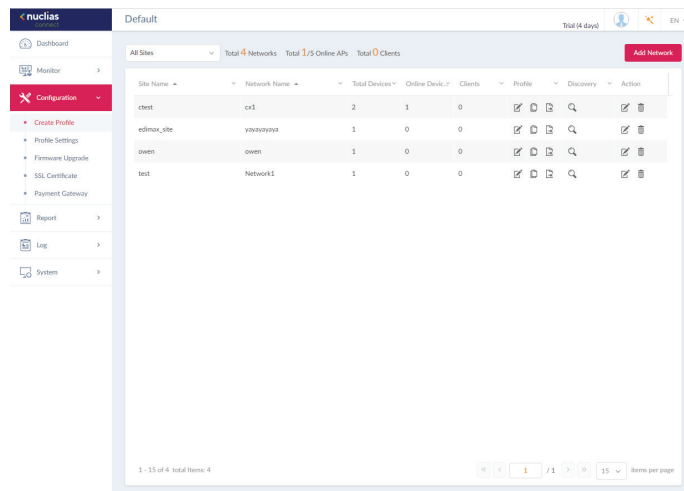 nuclias
connect
Default
Trial (4 days)
EN
Dashboard
Monitor
Configuration
Create Profile
Profile Settings
Firmware Upgrade
SSL Certificate
Payment Gateway
Report
Log
System
All Sites
Total 4 Networks Total 1/5 Online APs Total 0 Clients
Add Network
Site Name Network Name Total Devices Online Devic... Clients Profile Discovery Action
ctest cx1 2 1 0
edimax_site yayayayaya 1 0 0
owen owen 1 0 0
test Network1 1 0 0
1 - 15 of 4 total items: 4
1 / 1 15 items per page